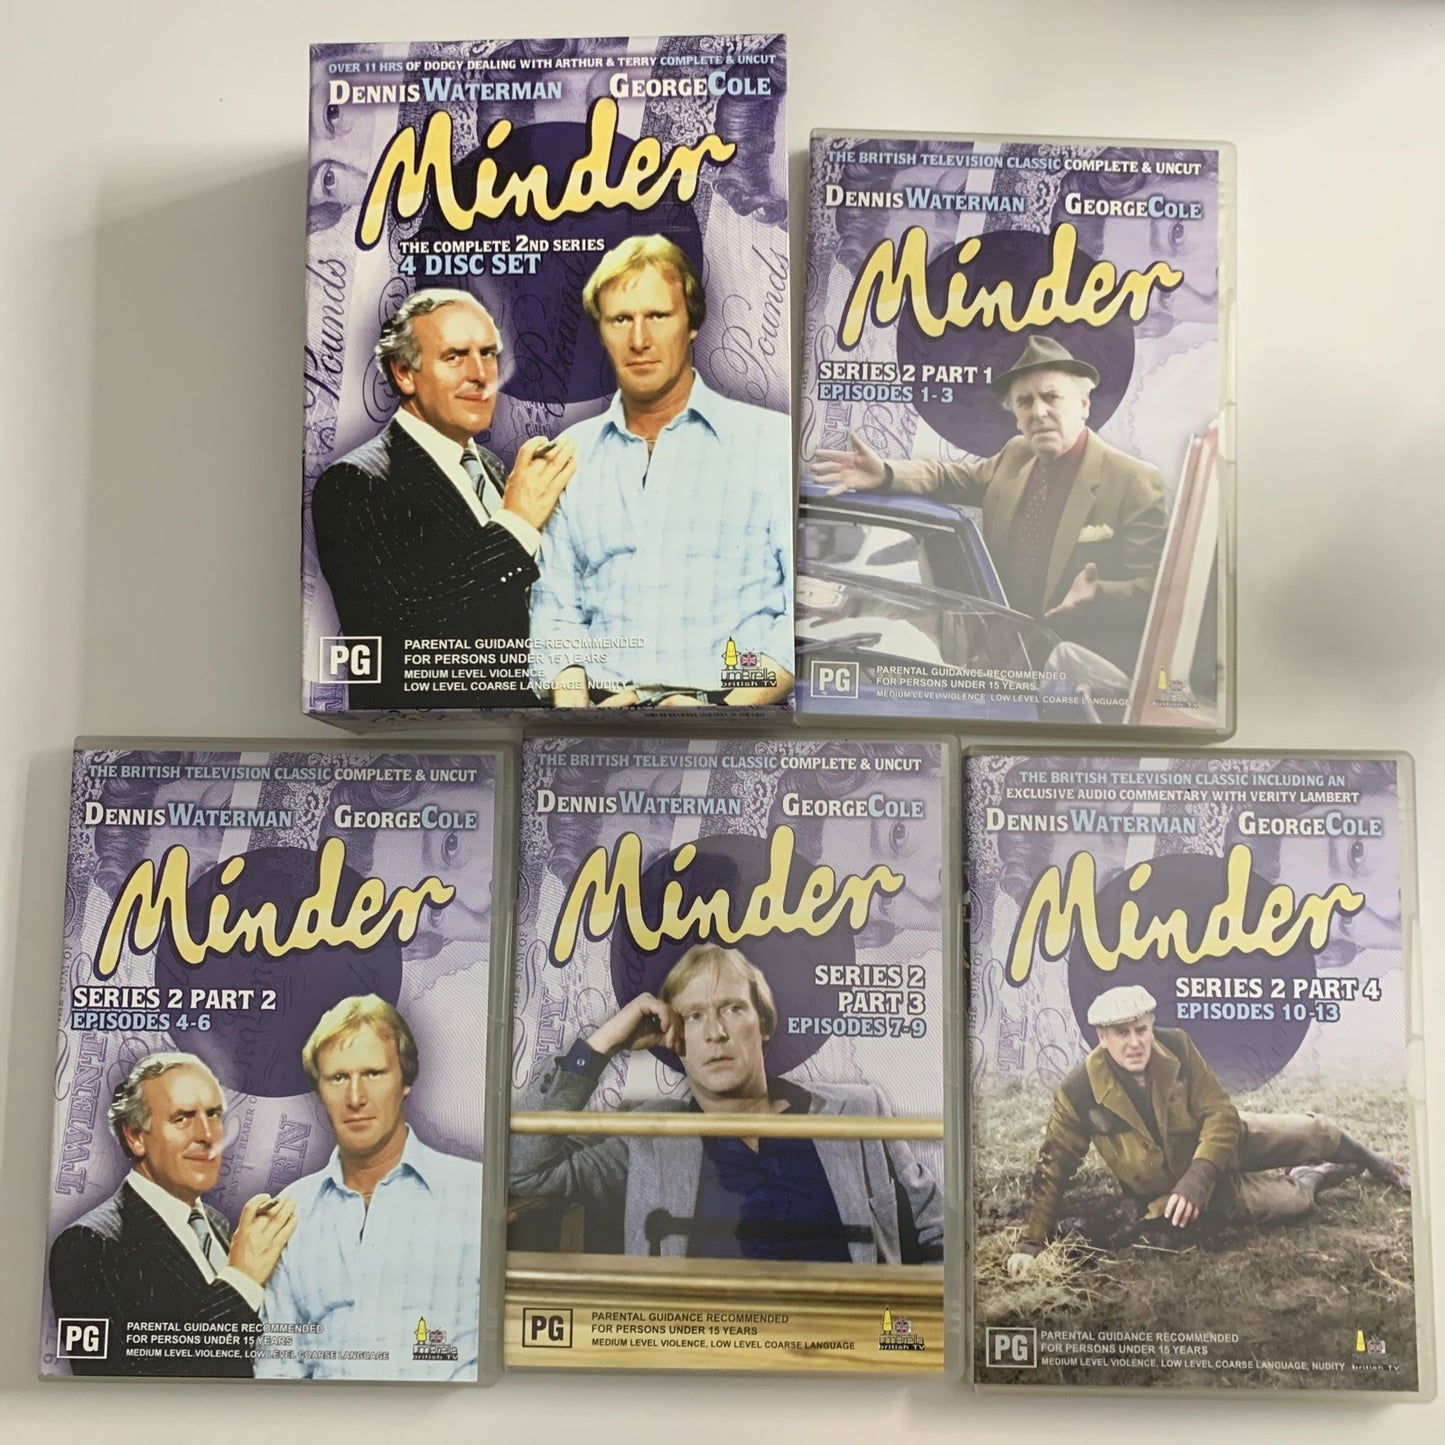 OVER 11 HRS OF DODGY DEALING WITH ARTHUR & TERRY COMPLETE & UNCUT
DENNIS WATERMAN GEORGE COLE
Minder
THE COMPLETE 2ND SERIES
4 DISC SET
Pounds
Pounds
PG
PARENTAL GUIDANCE RECOMMENDED
FOR PERSONS UNDER 15 YEARS
MEDIUM LEVEL VIOLENCE
LOW LEVEL COARSE LANGUAGE, NUDITY
umbrella
british TV
THE BRITISH TELEVISION CLASSIC COMPLETE & UNCUT
DENNIS WATERMAN GEORGE COLE
Minder
SERIES 2 PART 1
EPISODES 1-3
Pounds
PG
PARENTAL GUIDANCE RECOMMENDED
FOR PERSONS UNDER 15 YEARS.
MEDIUM LEVEL VIOLENCE, LOW LEVEL COARSE LANGUAGE
british TV
THE BRITISH TELEVISION CLASSIC COMPLETE & UNCUT
DENNIS WATERMAN GEORGE COLE
Minder
SERIES 2 PART 2
EPISODES 4-6
PG
PARENTAL GUIDANCE RECOMMENDED
FOR PERSONS UNDER 15 YEARS
MEDIUM LEVEL VIOLENCE, LOW LEVEL COARSE LANGUAGE
umbrella
british TV
THE BRITISH TELEVISION CLASSIC COMPLETE & UNCUT
DENNIS WATERMAN GEORGE COLE
Minder
SERIES 2
PART 3
EPISODES 7-9
PG
PARENTAL GUIDANCE RECOMMENDED
FOR PERSONS UNDER 15 YEARS
MEDIUM LEVEL VIOLENCE, LOW LEVEL COARSE LANGUAGE
umbrella
british TV
THE BRITISH TELEVISION CLASSIC INCLUDING AN
EXCLUSIVE AUDIO COMMENTARY WITH VERITY LAMBERT
DENNIS WATERMAN GEORGE COLE
Minder
SERIES 2 PART 4
EPISODES 10-13
PG
PARENTAL GUIDANCE RECOMMENDED
FOR PERSONS UNDER 15 YEARS
MEDIUM LEVEL VIOLENCE, LOW LEVEL COARSE LANGUAGE, NUDITY
british TV